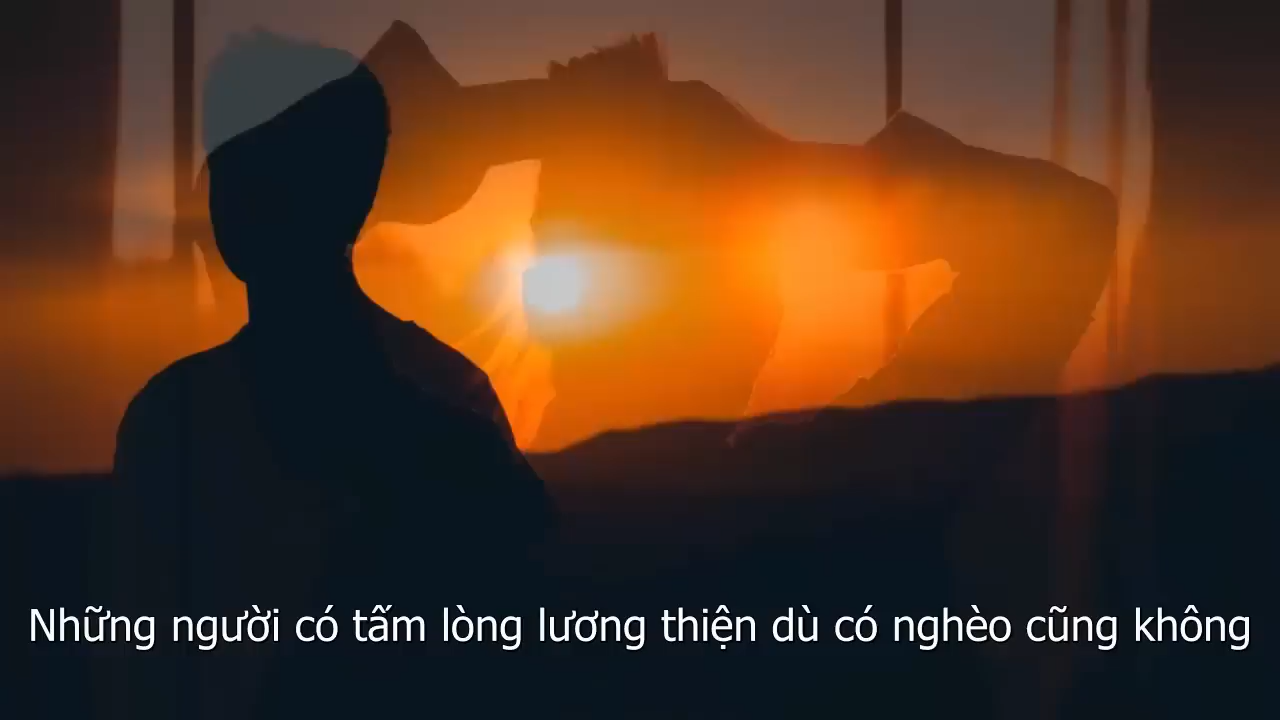 Những người có tấm lòng lương thiện dù có nghèo cũng không